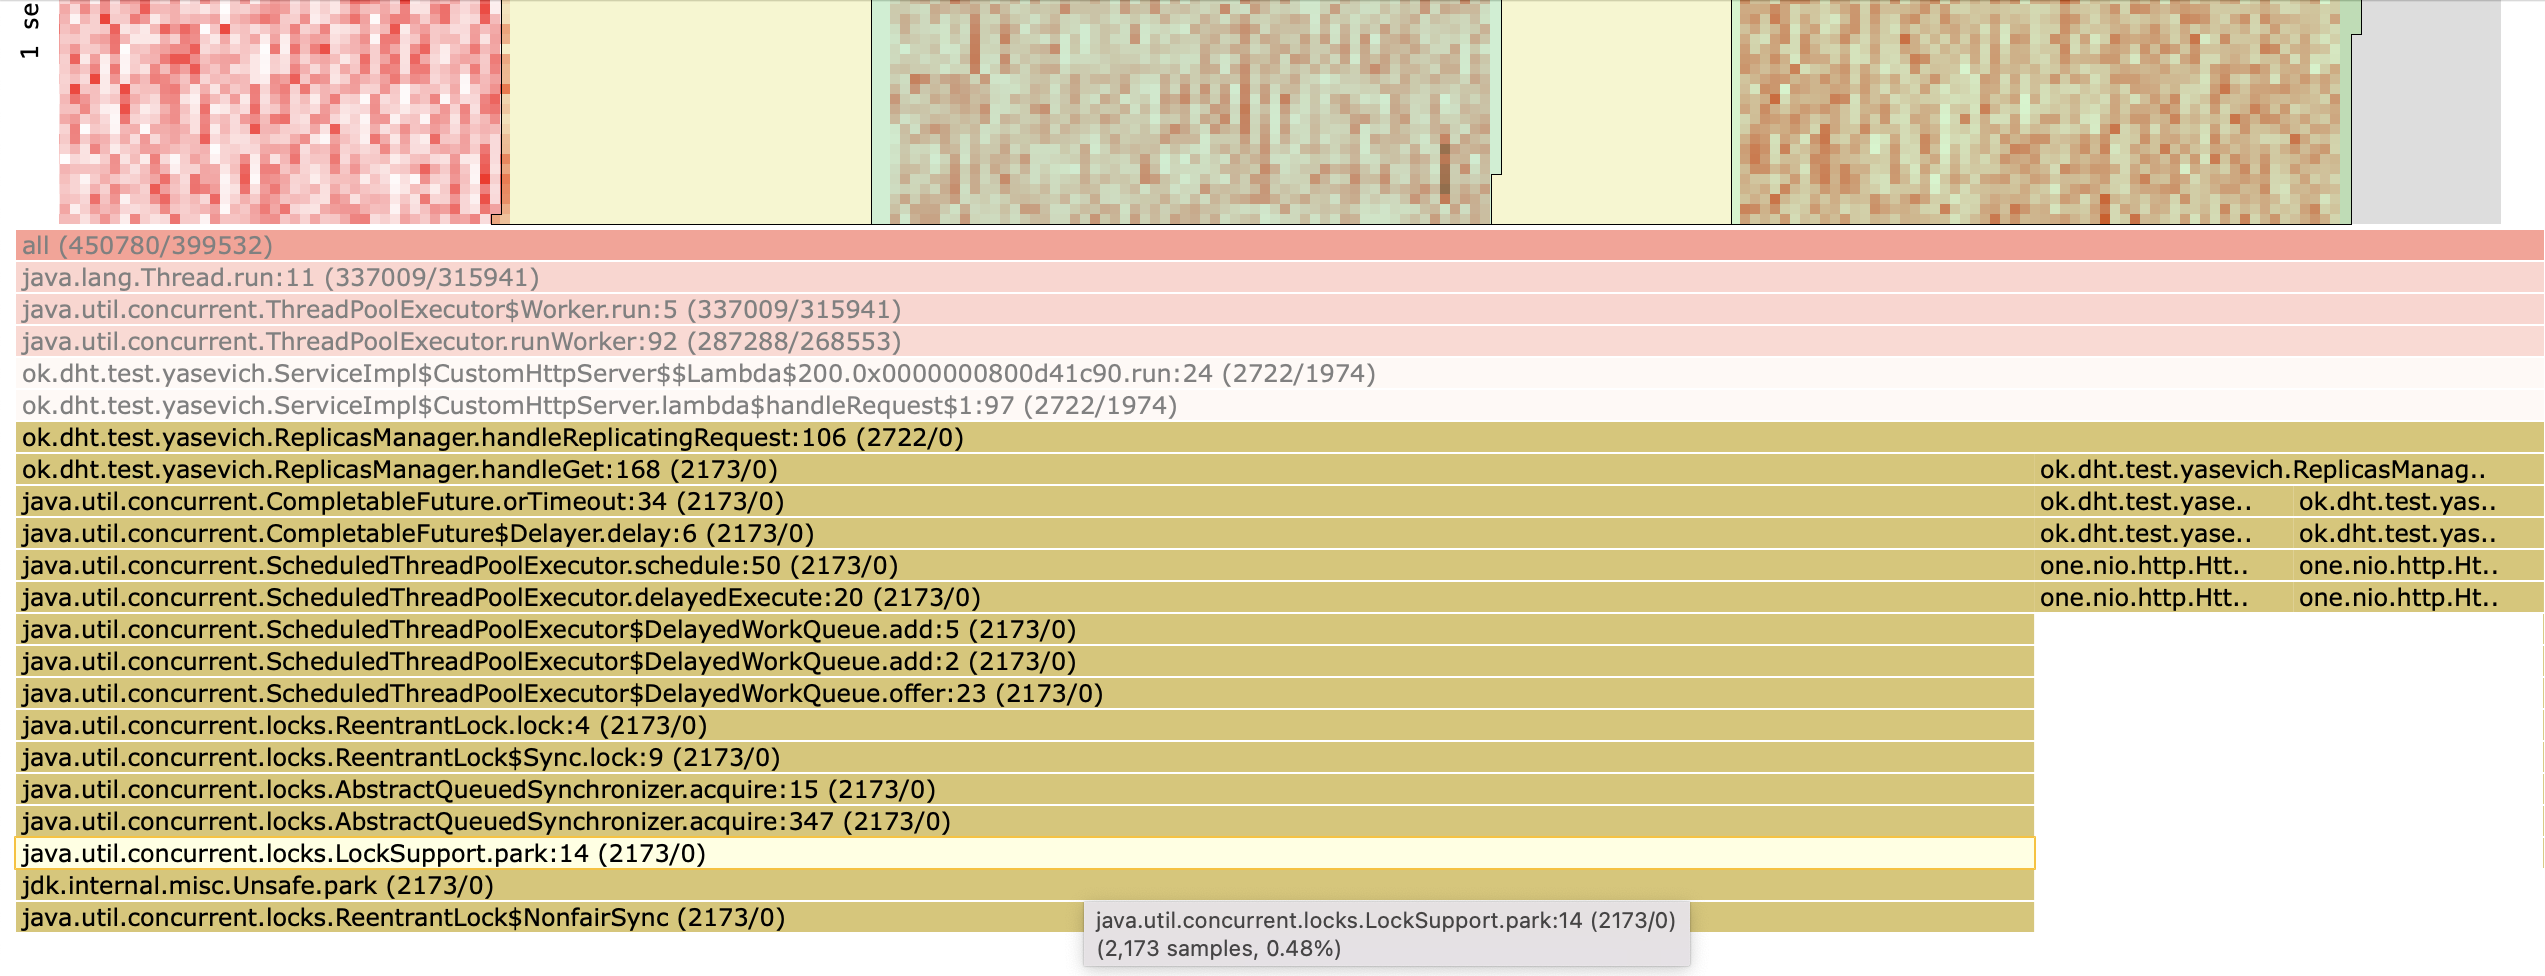 1 se
all (450780/399532)
java.lang.Thread.run:11 (337009/315941)
java.util.concurrent.ThreadPoolExecutor$Worker.run:5 (337009/315941)
java.util.concurrent.ThreadPoolExecutor.runWorker:92 (287288/268553)
ok.dht.test.yasevich.ServiceImpl$CustomHttpServer$$Lambda$200.0x0000000800d41c90.run:24 (2722/1974)
ok.dht.test.yasevich.ServiceImpl$CustomHttpServer.lambda$handleRequest$1:97 (2722/1974)
ok.dht.test.yasevich.ReplicasManager.handleReplicatingRequest:106 (2722/0)
ok.dht.test.yasevich.ReplicasManager.handleGet:168 (2173/0) ok.dht.test.yasevich.ReplicasManag..
java.util.concurrent.CompletableFuture.orTimeout:34 (2173/0) ok.dht.test.yase.. ok.dht.test.yas..
java.util.concurrent.CompletableFuture$Delayer.delay:6 (2173/0) ok.dht.test.yase.. ok.dht.test.yas..
java.util.concurrent.ScheduledThreadPoolExecutor.schedule:50 (2173/0) one.nio.http.Htt.. one.nio.http.Ht..
java.util.concurrent.ScheduledThreadPoolExecutor.delayedExecute:20 (2173/0) one.nio.http.Htt.. one.nio.http.Ht..
java.util.concurrent.ScheduledThreadPoolExecutor$DelayedWorkQueue.add:5 (2173/0)
java.util.concurrent.ScheduledThreadPoolExecutor$DelayedWorkQueue.add:2 (2173/0)
java.util.concurrent.ScheduledThreadPoolExecutor$DelayedWorkQueue.offer:23 (2173/0)
java.util.concurrent.locks.ReentrantLock.lock:4 (2173/0)
java.util.concurrent.locks.ReentrantLock$Sync.lock:9 (2173/0)
java.util.concurrent.locks.AbstractQueuedSynchronizer.acquire:15 (2173/0)
java.util.concurrent.locks.AbstractQueuedSynchronizer.acquire:347 (2173/0)
java.util.concurrent.locks.LockSupport.park:14 (2173/0)
jdk.internal.misc.Unsafe.park (2173/0)
java.util.concurrent.locks.ReentrantLock$NonfairSync (2173/0)
java.util.concurrent.locks.LockSupport.park:14 (2173/0)
(2,173 samples, 0.48%)